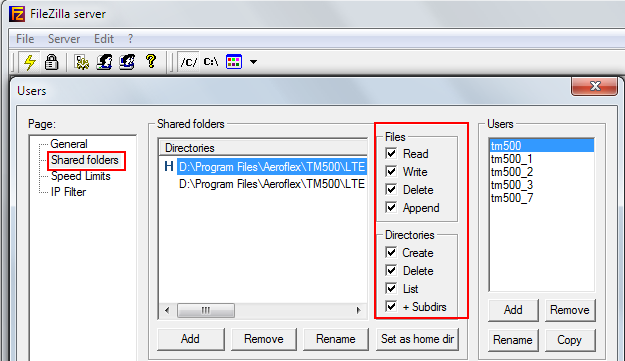 FileZilla server
File Server Edit ?
/C/ C:\
Users
Page:
General
Shared folders
Speed Limits
IP Filter
Shared folders
Directories
H D:\Program Files\Aeroflex\TM500\LTE
D:\Program Files\Aeroflex\TM500\LTE
Add Remove Rename Set as home dir
Files
Read
Write
Delete
Append
Directories
Create
Delete
List
+ Subdirs
Users
tm500
tm500_1
tm500_2
tm500_3
tm500_7
Add Remove
Rename Copy